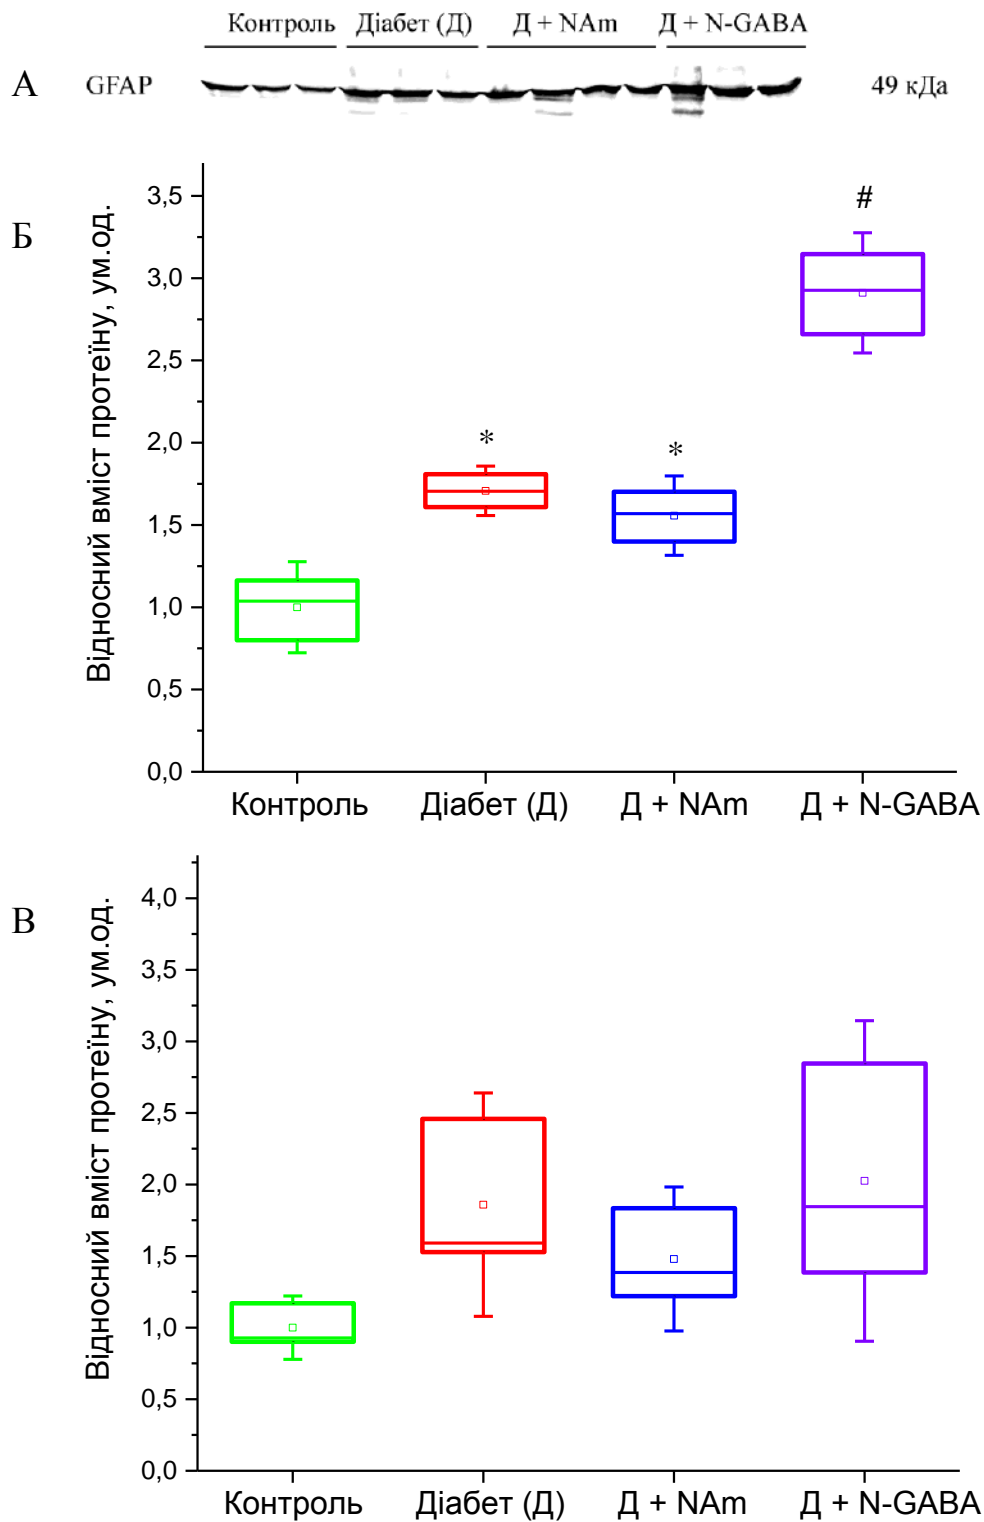 Контроль Діабет (Д) Д + NAm Д + N-GABA
А GFAP 49 кДа
Б
Відносний вміст протеїну, ум.од.
3,5
3,0
2,5
2,0
1,5
1,0
0,5
0,0
#
*
*
Контроль Діабет (Д) Д + NAm Д + N-GABA
В
Відносний вміст протеїну, ум.од.
4,0
3,5
3,0
2,5
2,0
1,5
1,0
0,5
0,0
Контроль Діабет (Д) Д + NAm Д + N-GABA